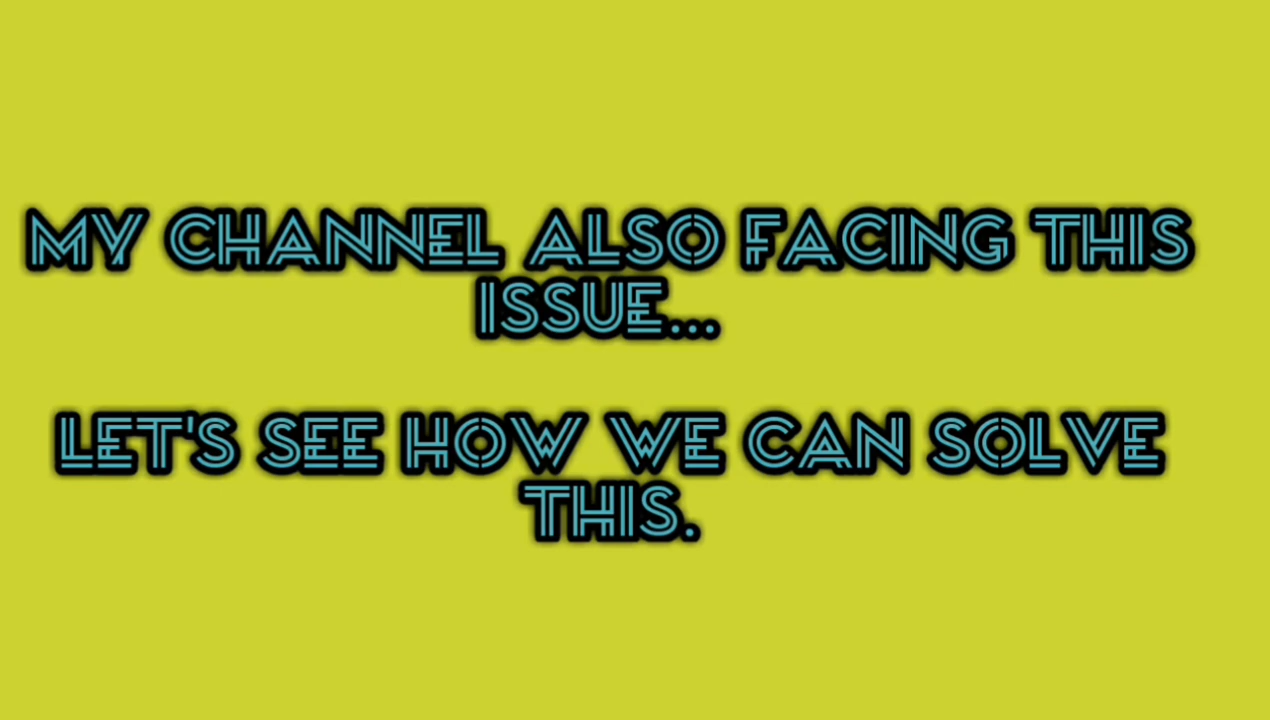 MY CHANNEL ALSO FACING THIS
ISSUE...
LET'S SEE HOW WE CAN SOLVE
THIS.